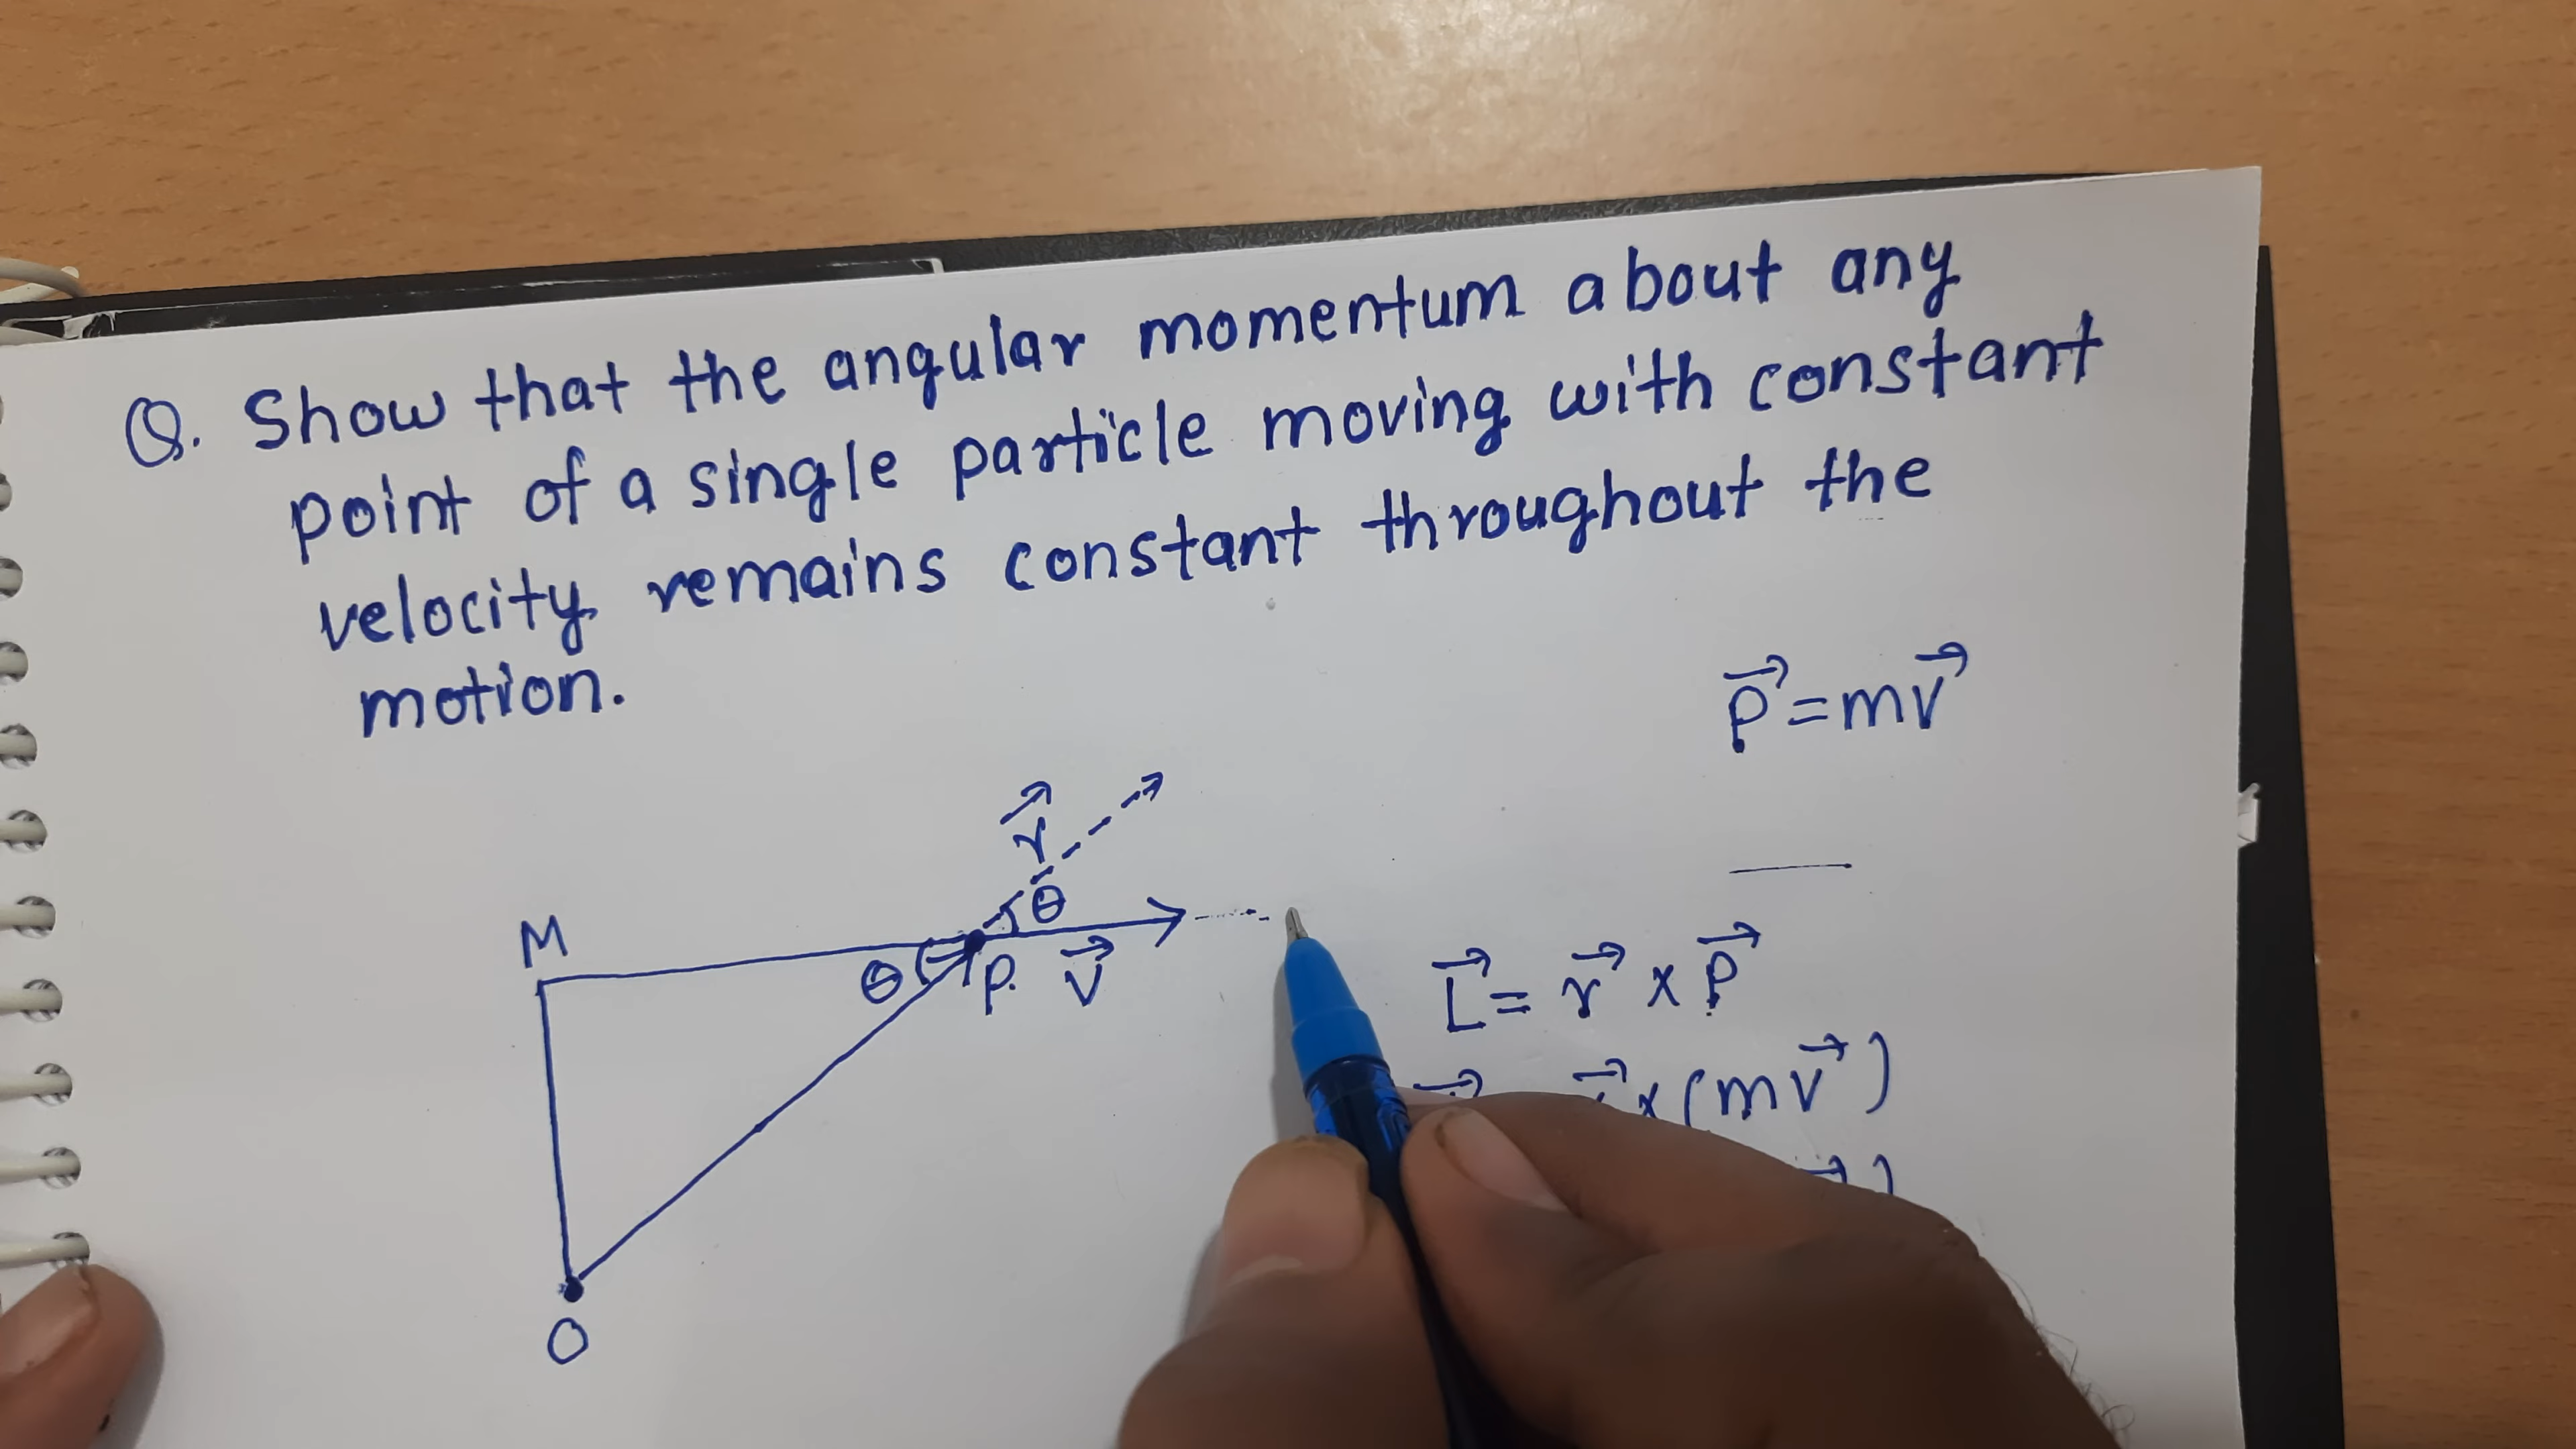 Q. Show that the angular momentum about any
point of a single particle moving with constant
velocity remains constant throughout the
motion.
P⃗ = mv⃗
r⃗
θ
M
θ
P.
v⃗
L⃗ = r⃗ × P⃗
× (mv⃗)
)
O